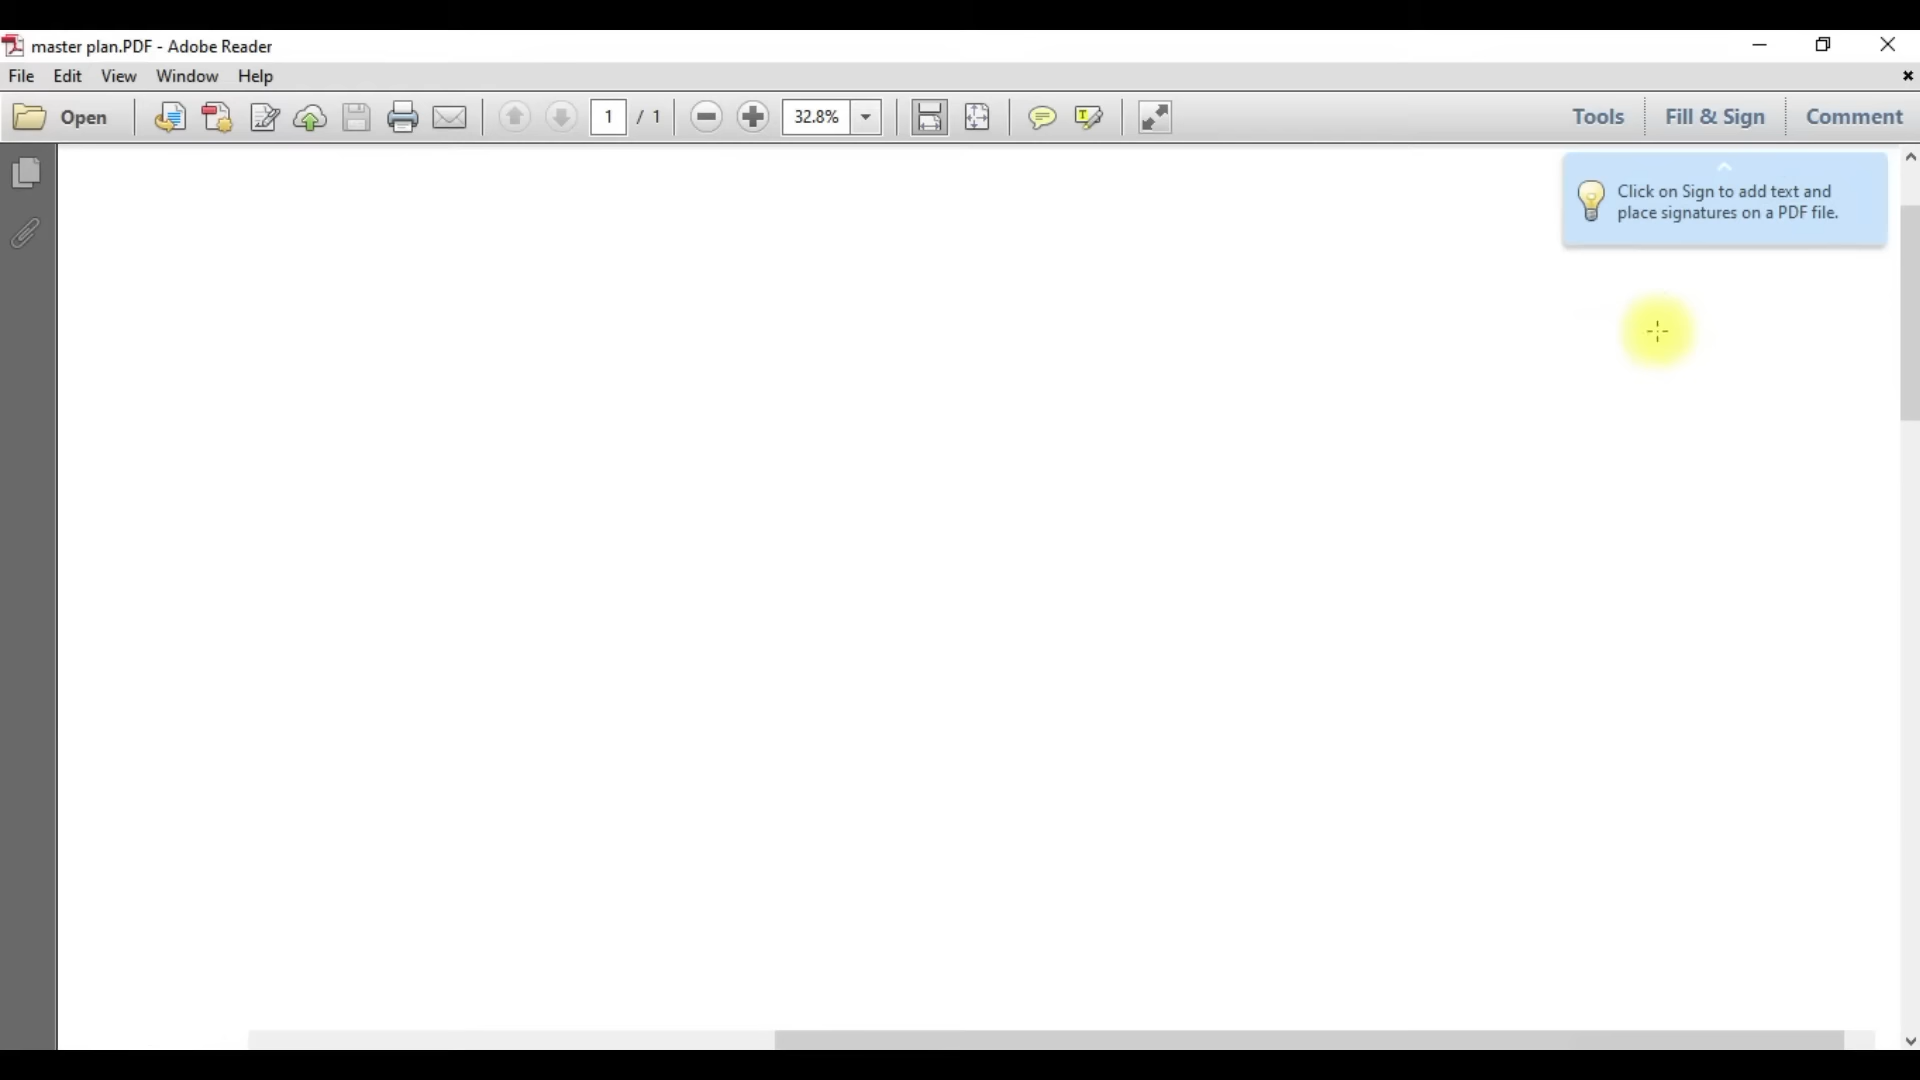 master plan.PDF - Adobe Reader
File Edit View Window Help
Open 1 / 1 32.8% Tools Fill & Sign Comment
Click on Sign to add text and
place signatures on a PDF file.